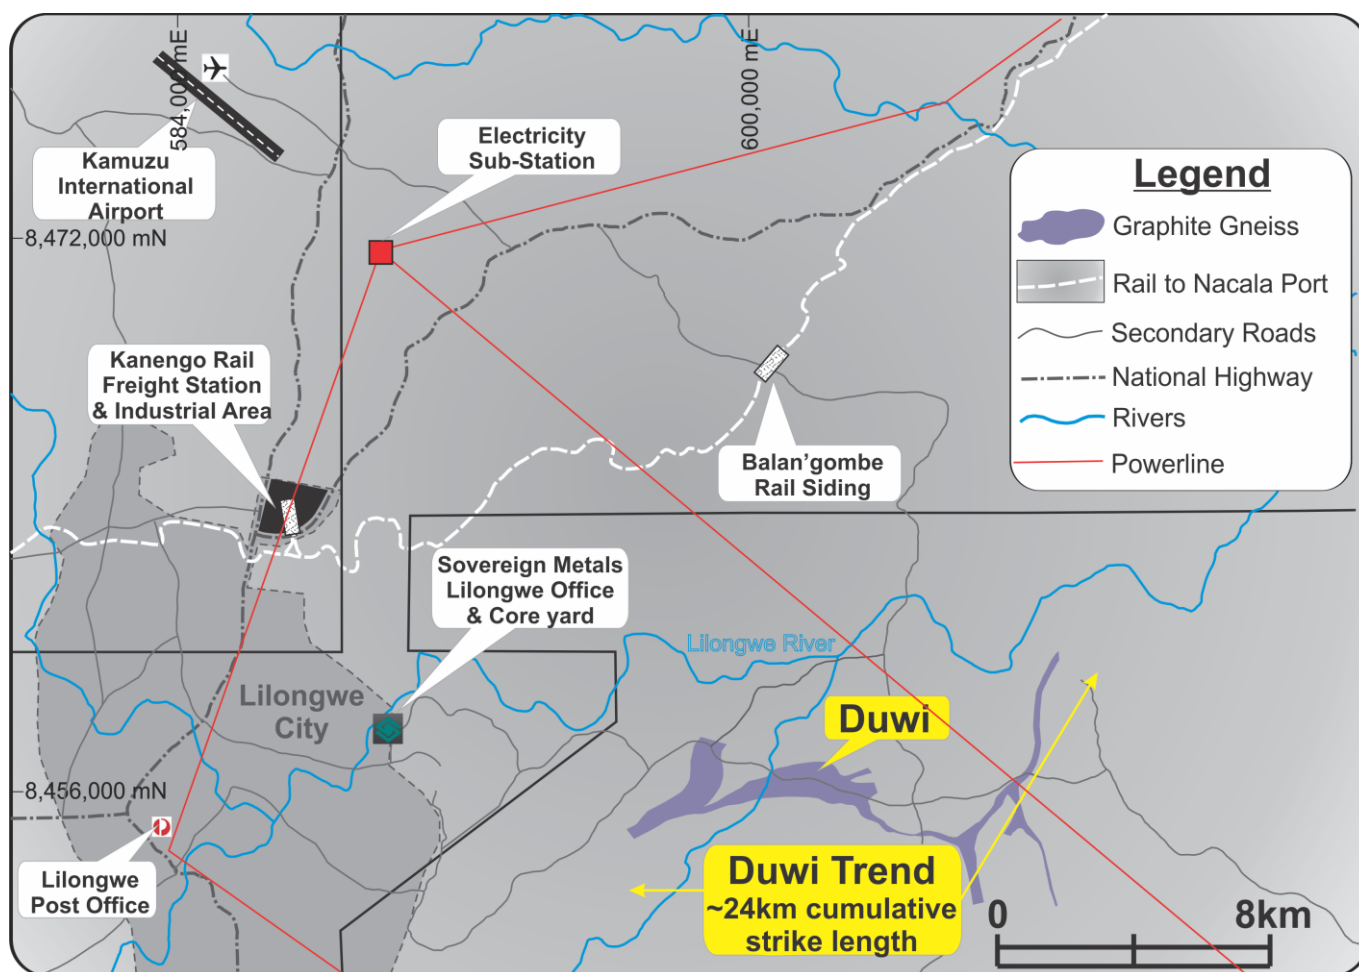 584,000 mE
600,000 mE
Kamuzu
International
Airport
Electricity
Sub-Station
8,472,000 mN
Legend
Graphite Gneiss
Rail to Nacala Port
Secondary Roads
National Highway
Rivers
Powerline
Kanengo Rail
Freight Station
& Industrial Area
Balan'gombe
Rail Siding
Sovereign Metals
Lilongwe Office
& Core yard
Lilongwe River
Lilongwe
City
Duwi
8,456,000 mN
Lilongwe
Post Office
Duwi Trend
~24km cumulative
strike length
0
8km